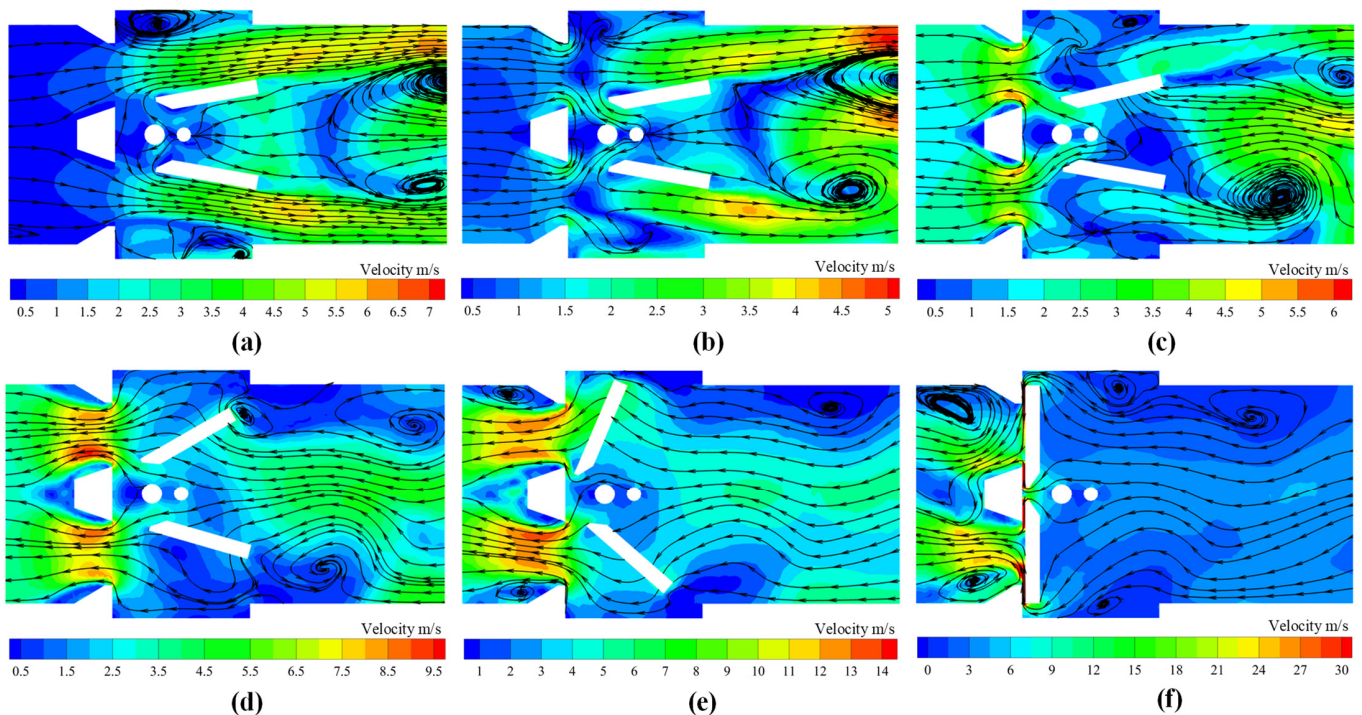 Velocity m/s
0.5 1 1.5 2 2.5 3 3.5 4 4.5 5 5.5 6 6.5 7
(a)
Velocity m/s
0.5 1 2 3 3.5 4 4.5 5
(b)
Velocity m/s
0.5 1 1.5 2 2.5 3 3.5 4 4.5 5 5.5 6
(c)
Velocity m/s
0.5 1.5 2.5 3.5 4.5 5.5 6.5 7.5 8.5 9.5
(d)
Velocity m/s
1 2 3 4 5 6 7 8 9 10 11 12 13 14
(e)
Velocity m/s
0 3 6 9 12 15 18 21 24 27 30
(f)